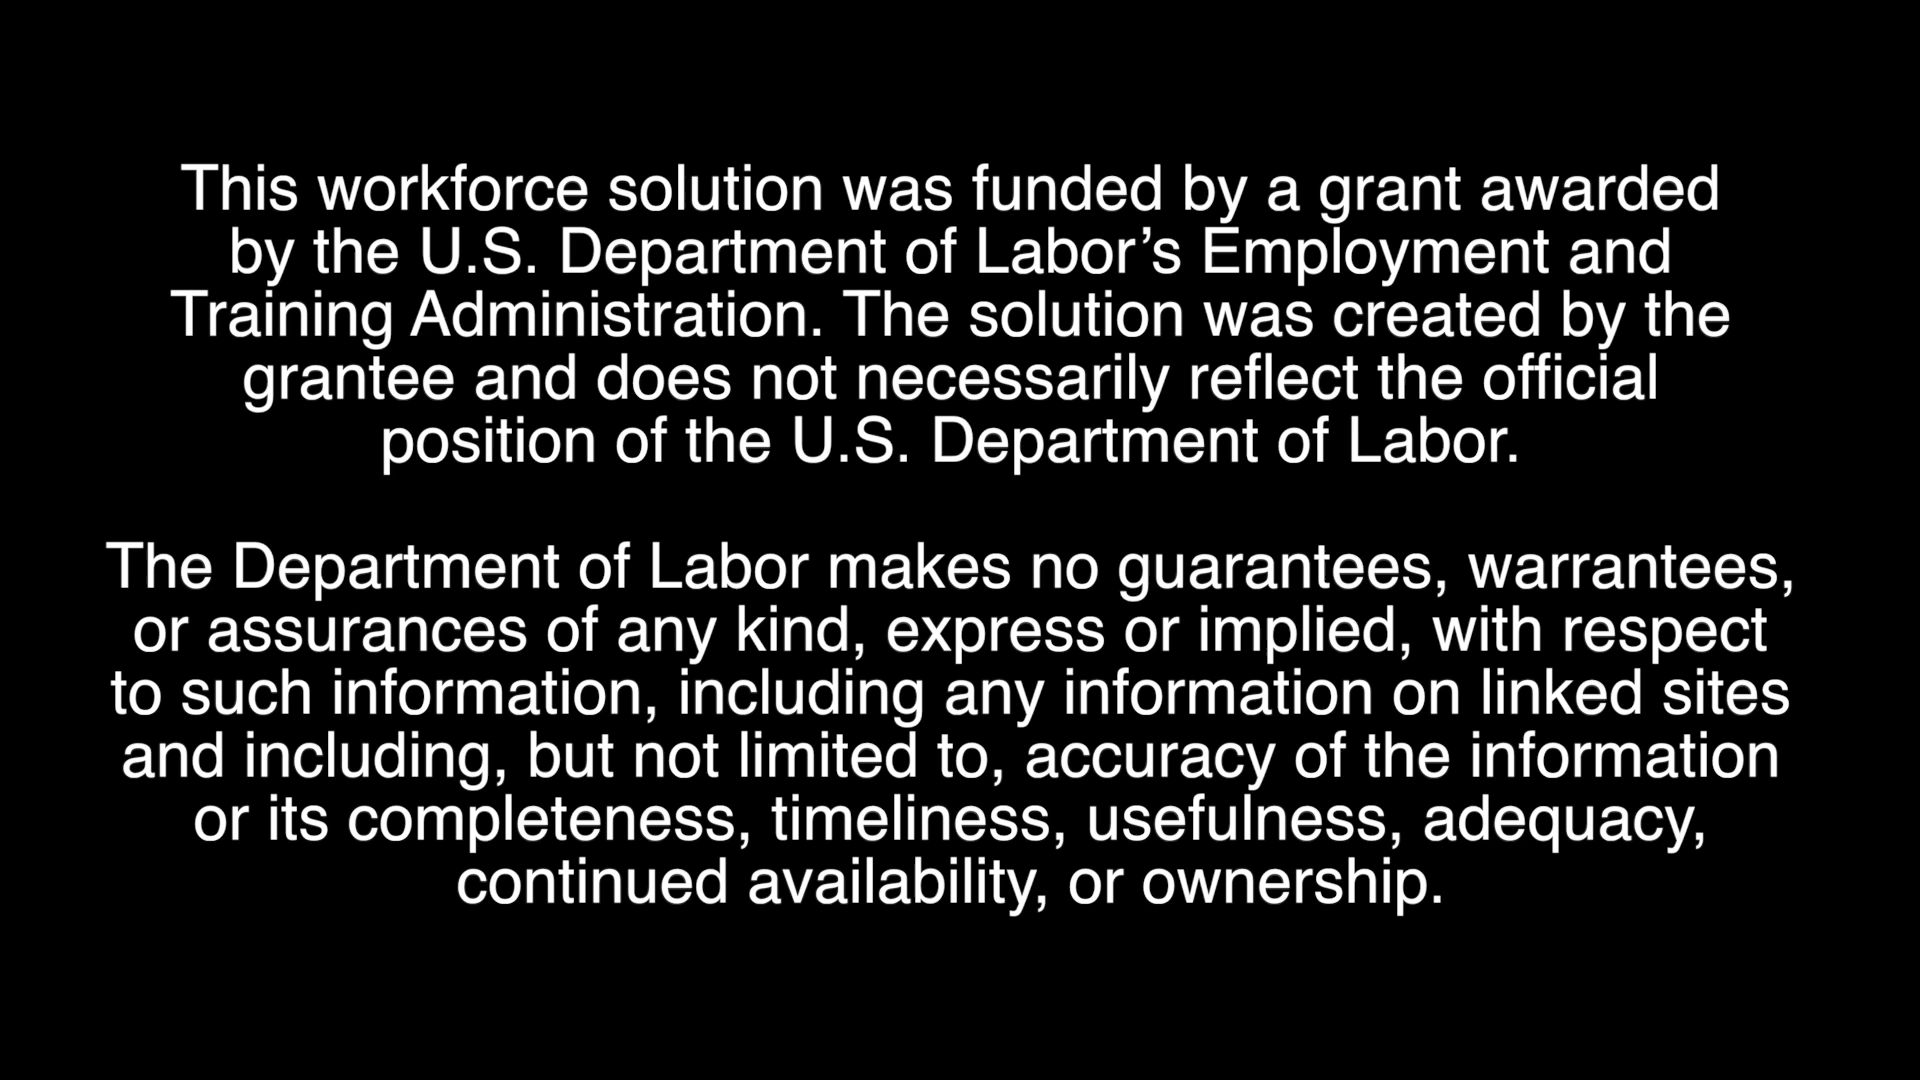 This workforce solution was funded by a grant awarded
by the U.S. Department of Labor’s Employment and
Training Administration. The solution was created by the
grantee and does not necessarily reflect the official
position of the U.S. Department of Labor.
The Department of Labor makes no guarantees, warrantees,
or assurances of any kind, express or implied, with respect
to such information, including any information on linked sites
and including, but not limited to, accuracy of the information
or its completeness, timeliness, usefulness, adequacy,
continued availability, or ownership.